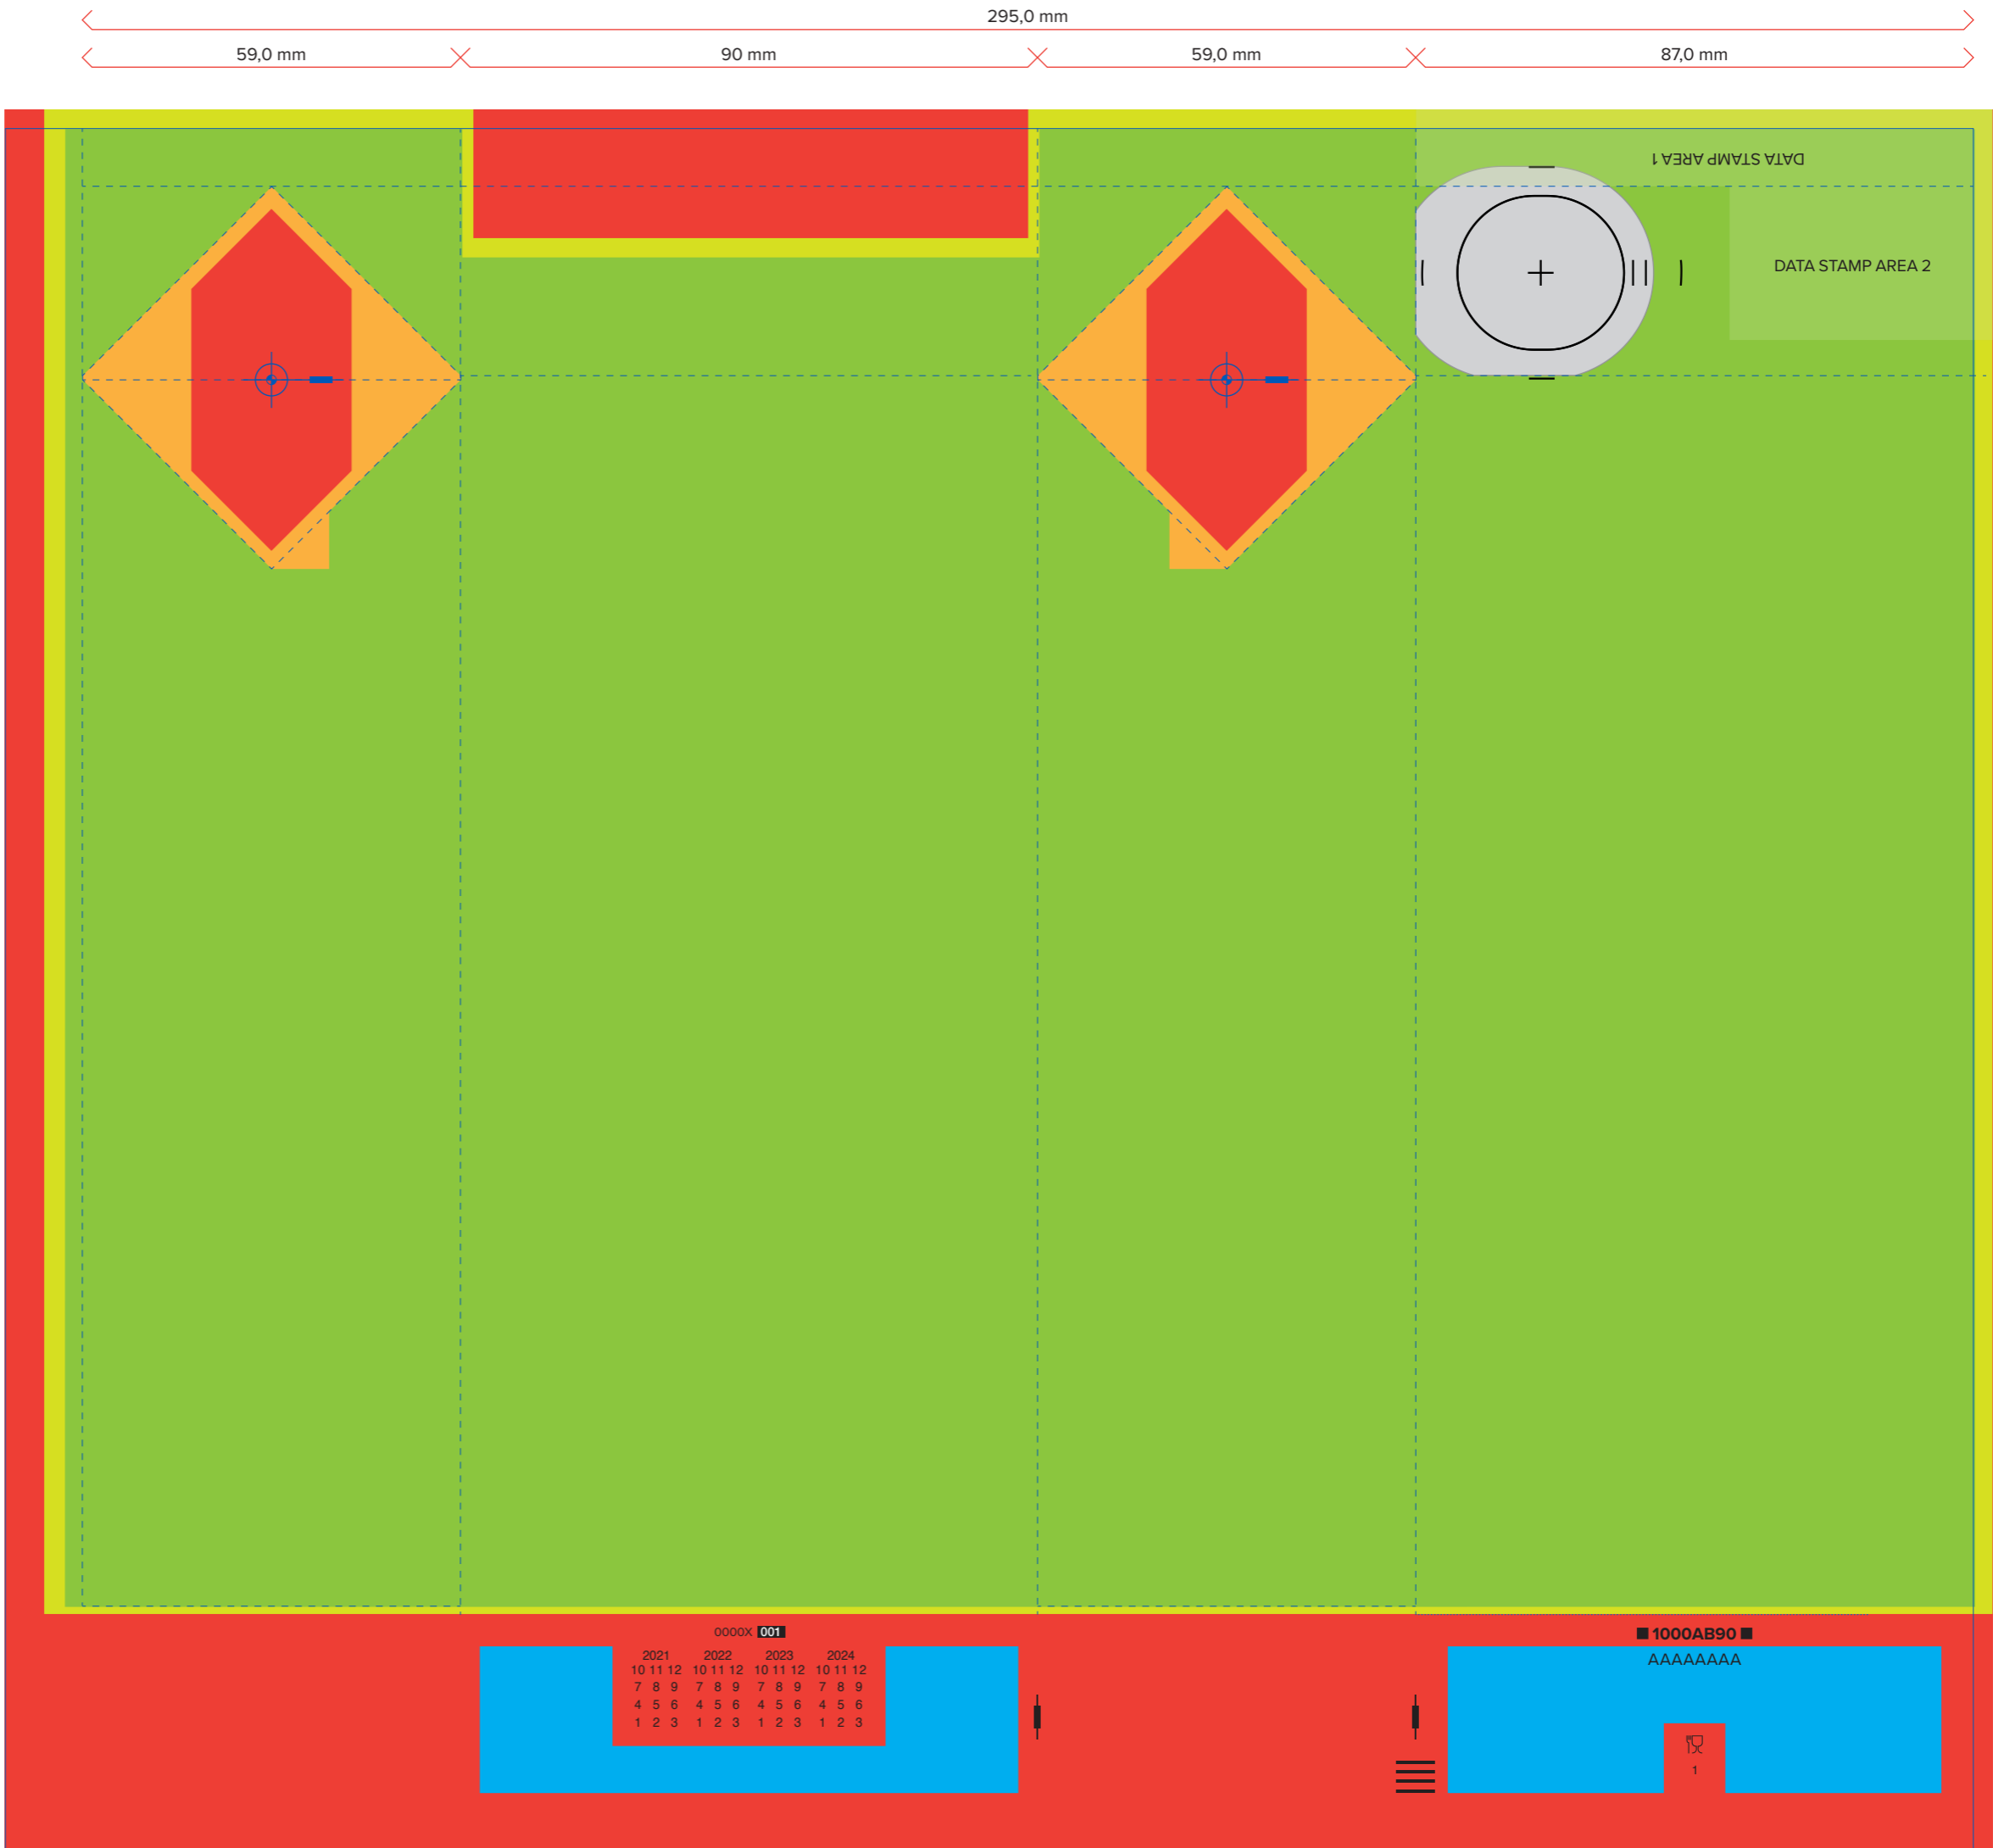 295,0 mm
59,0 mm 90 mm 59,0 mm 87,0 mm
DATA STAMP AREA 1
DATA STAMP AREA 2
0000X 001
2021 2022 2023 2024
10 11 12 10 11 12 10 11 12 10 11 12
7 8 9 7 8 9 7 8 9 7 8 9
4 5 6 4 5 6 4 5 6 4 5 6
1 2 3 1 2 3 1 2 3 1 2 3
1000AB90
AAAAAAAA
1